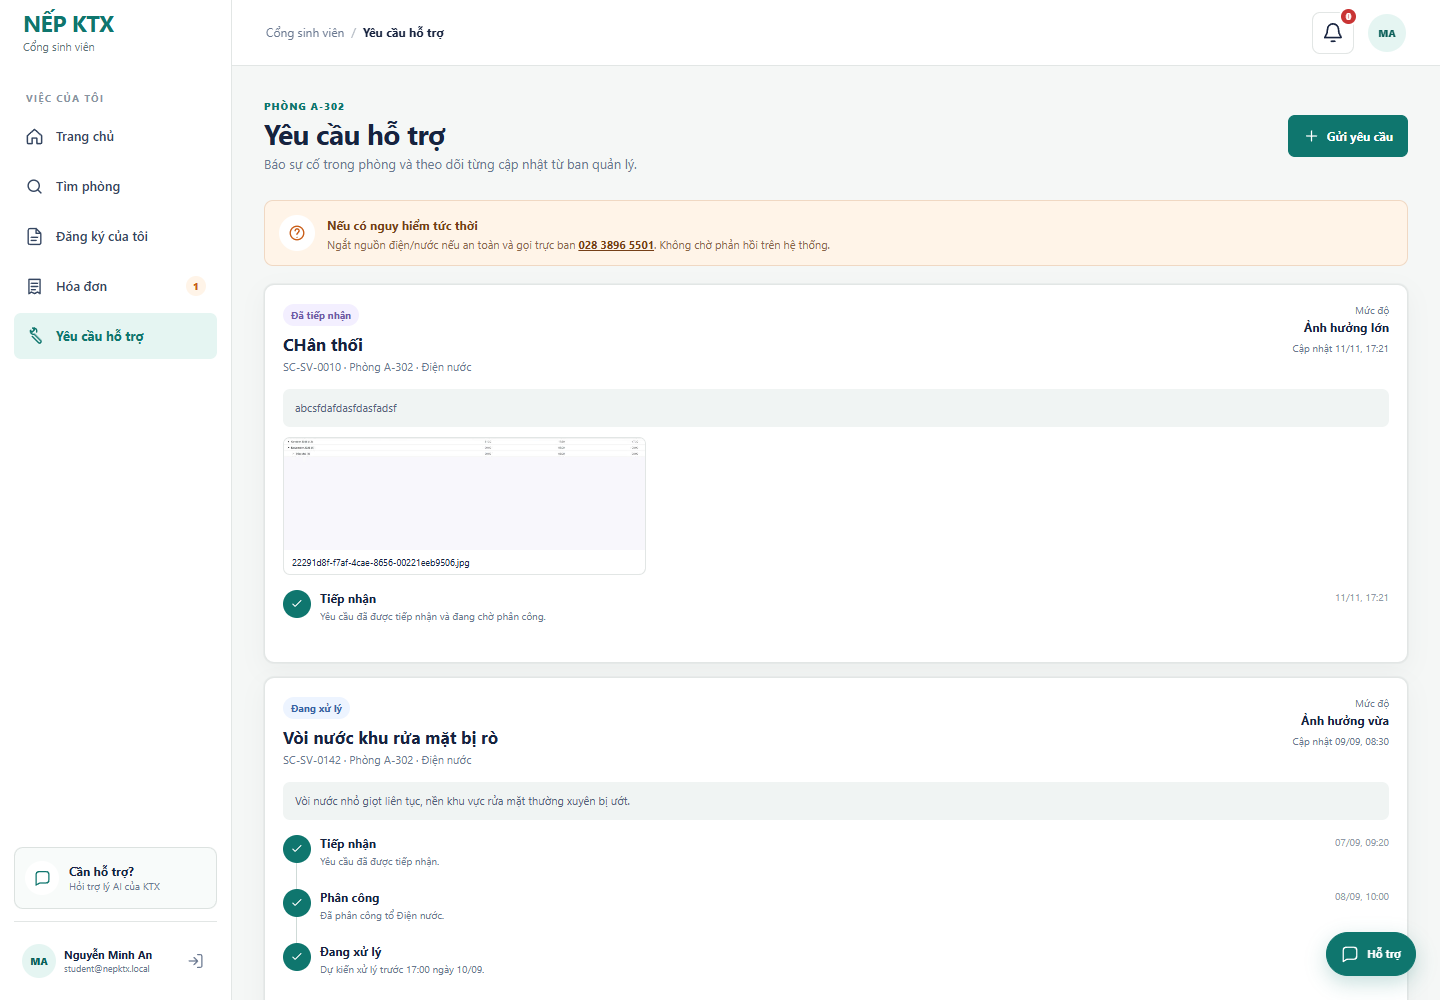 NẾP KTX
Cổng sinh viên
VIỆC CỦA TÔI
Trang chủ
Tìm phòng
Đăng ký của tôi
Hóa đơn
1
Yêu cầu hỗ trợ
Cần hỗ trợ?
Hỏi trợ lý AI của KTX
MA
Nguyễn Minh An
student@nepktx.local
Cổng sinh viên / Yêu cầu hỗ trợ
0
MA
PHÒNG A-302
Yêu cầu hỗ trợ
Báo sự cố trong phòng và theo dõi từng cập nhật từ ban quản lý.
Gửi yêu cầu
Nếu có nguy hiểm tức thời
Ngắt nguồn điện/nước nếu an toàn và gọi trực ban 028 3896 5501. Không chờ phản hồi trên hệ thống.
Đã tiếp nhận
CHân thối
SC-SV-0010 · Phòng A-302 · Điện nước
Mức độ
Ảnh hưởng lớn
Cập nhật 11/11, 17:21
abcsfdafdasfdasfadsf
22291d8f-f7af-4cae-8656-00221eeb9506.jpg
Tiếp nhận
11/11, 17:21
Yêu cầu đã được tiếp nhận và đang chờ phân công.
Đang xử lý
Vòi nước khu rửa mặt bị rò
SC-SV-0142 · Phòng A-302 · Điện nước
Mức độ
Ảnh hưởng vừa
Cập nhật 09/09, 08:30
Vòi nước nhỏ giọt liên tục, nền khu vực rửa mặt thường xuyên bị ướt.
Tiếp nhận
07/09, 09:20
Yêu cầu đã được tiếp nhận.
Phân công
08/09, 10:00
Đã phân công tổ Điện nước.
Đang xử lý
Dự kiến xử lý trước 17:00 ngày 10/09.
Hỗ trợ